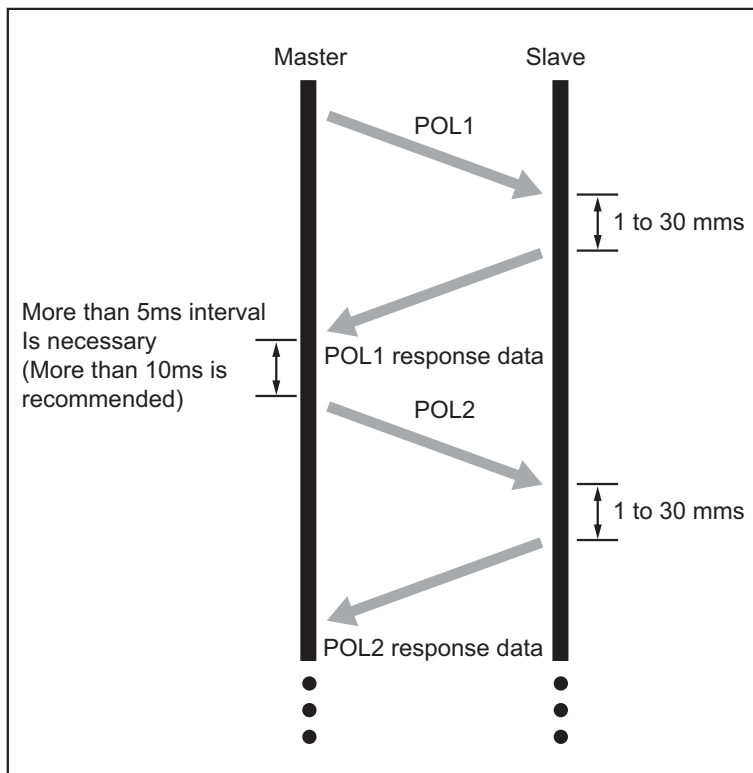 Master
Slave
POL1
1 to 30 mms
More than 5ms interval
Is necessary
(More than 10ms is
recommended)
POL1 response data
POL2
1 to 30 mms
POL2 response data